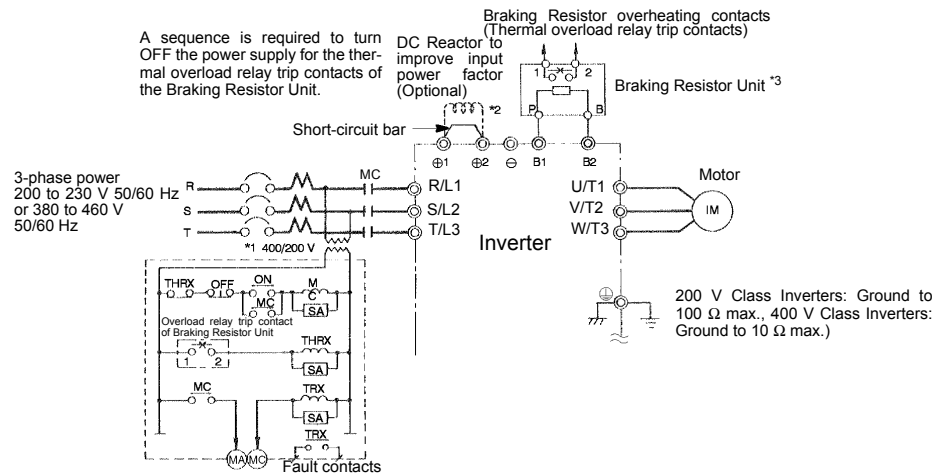 Braking Resistor overheating contacts
(Thermal overload relay trip contacts)
A sequence is required to turn
OFF the power supply for the ther-
mal overload relay trip contacts of
the Braking Resistor Unit.
DC Reactor to
improve input
power factor
(Optional)
1 2
Braking Resistor Unit *3
P B
*2
Short-circuit bar
⊕1 ⊕2 ⊖ B1 B2
3-phase power
200 to 230 V 50/60 Hz
or 380 to 460 V
50/60 Hz
MC
R R/L1
S S/L2
T T/L3
Inverter
U/T1
V/T2
W/T3
Motor
IM
*1 400/200 V
THRX OFF ON
MC
M
C
SA
Overload relay trip contact
of Braking Resistor Unit
1 2
THRX
SA
MC
TRX
SA
TRX
MA MC
Fault contacts
200 V Class Inverters: Ground to
100 Ω max., 400 V Class Inverters:
Ground to 10 Ω max.)